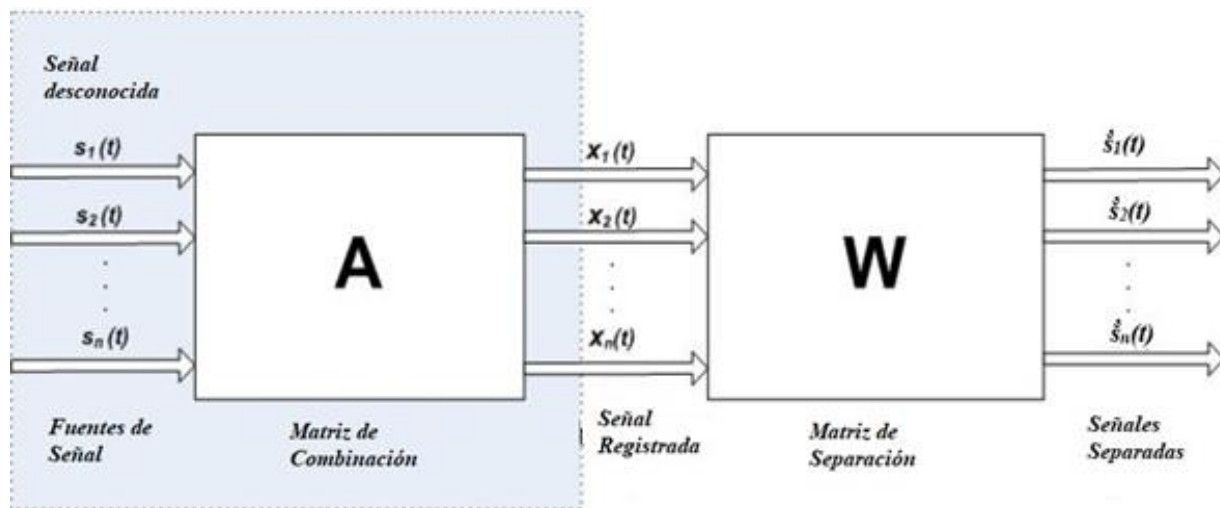 Señal
desconocida
s1(t)
s2(t)
sn(t)
A
x1(t)
x2(t)
xn(t)
W
ŝ1(t)
ŝ2(t)
ŝn(t)
Fuentes de
Señal
Matriz de
Combinación
Señal
Registrada
Matriz de
Separación
Señales
Separadas